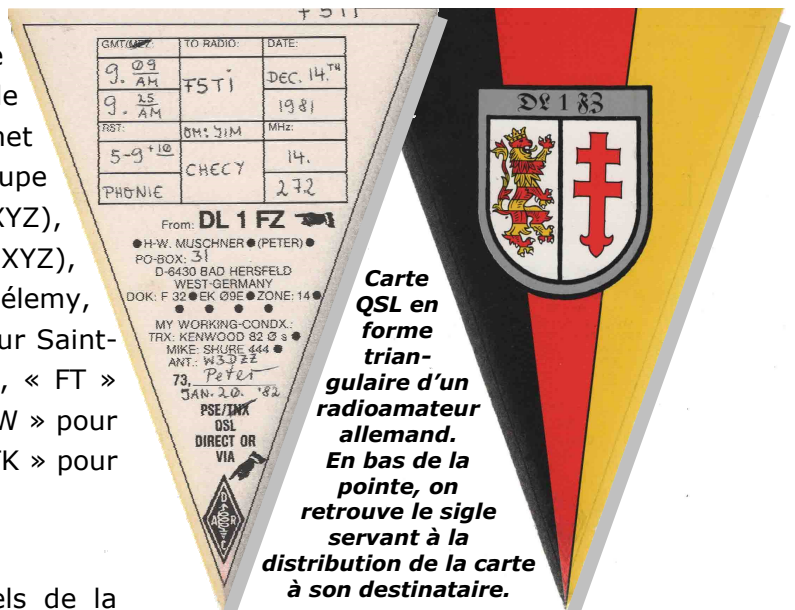 le
net
upe
XYZ),
XYZ),
élemy,
ur Saint-
, « FT »
W » pour
K » pour
els de la
F5TI
GMT/MEZ: TO RADIO: DATE:
9. 09 AM F5Ti DEC. 14.TH
9. 25 AM 1981
RST: OM: JIM MHz:
5-9+10 CHECY 14.
PHONIE 272
From: DL 1 FZ
●H-W. MUSCHNER●(PETER)●
PO-BOX: 31
D-6430 BAD HERSFELD
WEST-GERMANY
DOK: F 32●EK Ø9E●ZONE: 14●
MY WORKING-CONDX.:
TRX: KENWOOD 82 Ø s●
MIKE: SHURE 444●
ANT.: W3DZZ
73, Peter
JAN. 20. '82
PSE/TNX
QSL
DIRECT OR
VIA
D
A R
C
DL 1 FZ
Carte
QSL en
forme
trian-
gulaire d'un
radioamateur
allemand.
En bas de la
pointe, on
retrouve le sigle
servant à la
distribution de la carte
à son destinataire.